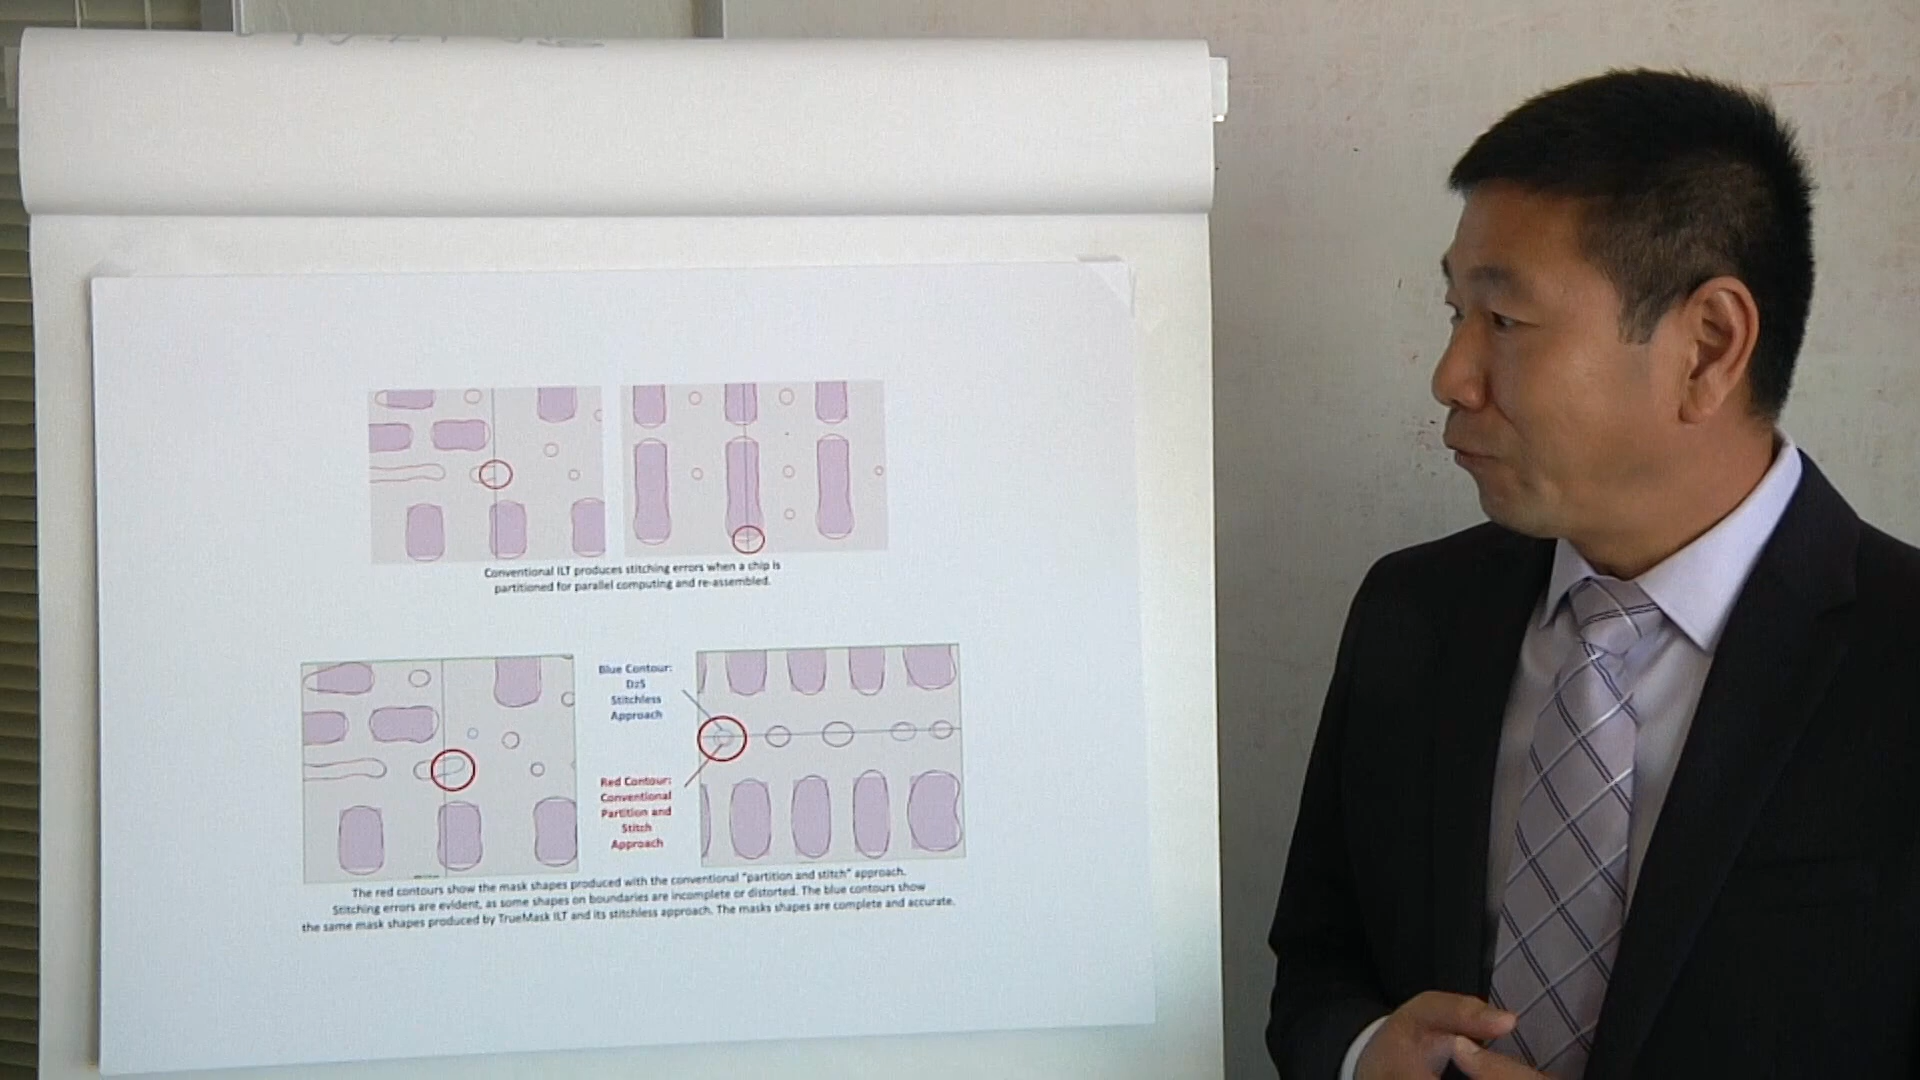 Conventional ILT produces stitching errors when a chip is
partitioned for parallel computing and re-assembled.
Blue Contour:
D2S
Stitchless
Approach
Red Contour:
Conventional
Partition and
Stitch
Approach
The red contours show the mask shapes produced with the conventional "partition and stitch" approach.
Stitching errors are evident, as some shapes on boundaries are incomplete or distorted. The blue contours show
the same mask shapes produced by TrueMask ILT and its stitchless approach. The masks shapes are complete and accurate.